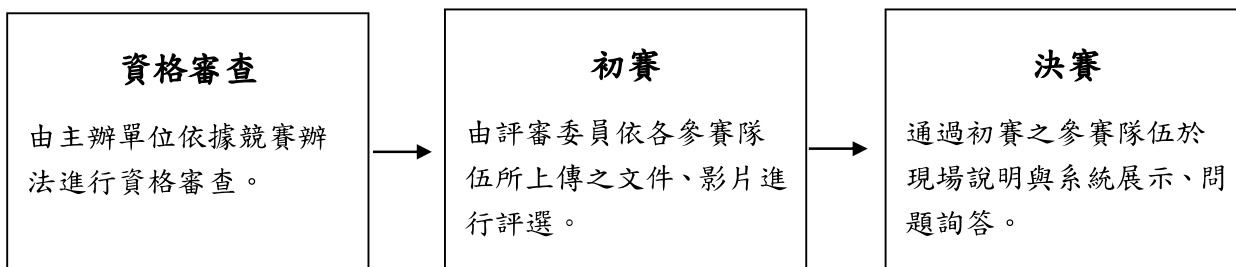 資格審查
由主辦單位依據競賽辦
法進行資格審查。
初賽
由評審委員依各參賽隊
伍所上傳之文件、影片進
行評選。
決賽
通過初賽之參賽隊伍於
現場說明與系統展示、問
題詢答。